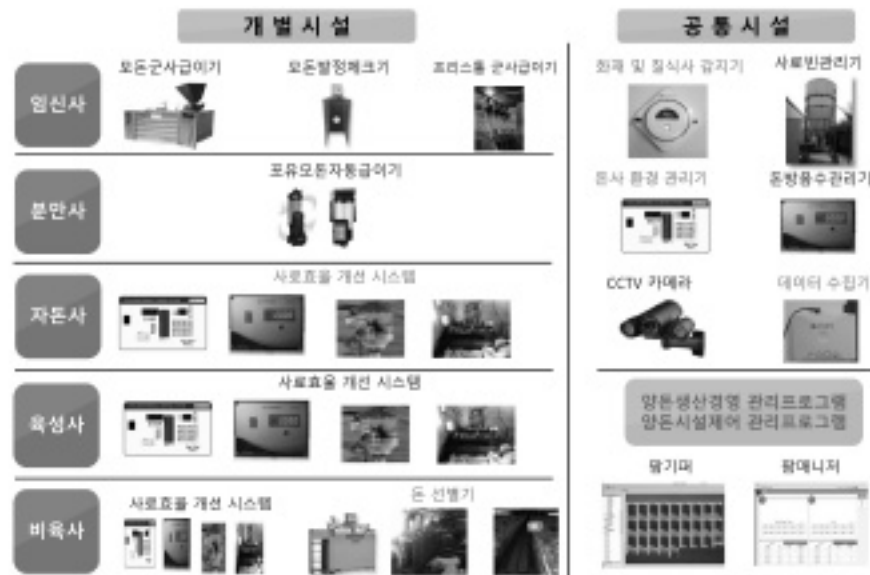 개별시설
임신사
모돈군사급이기
모돈발정체크기
프리스톨 군사급이기
분만사
포유모돈자동급이기
자돈사
사료효율 개선 시스템
육성사
사료효율 개선 시스템
비육사
사료효율 개선 시스템
돈 선별기
공통시설
화재 및 질식사 감지기
사료빈관리기
돈사 환경 관리기
돈방음수관리기
CCTV 카메라
데이터 수집기
양돈생산경영 관리프로그램
양돈시설제어 관리프로그램
팜키퍼
팜매니저